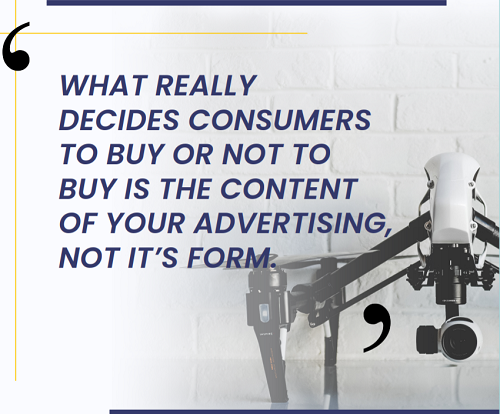 WHAT REALLY
DECIDES CONSUMERS
TO BUY OR NOT TO
BUY IS THE CONTENT
OF YOUR ADVERTISING,
NOT IT'S FORM.